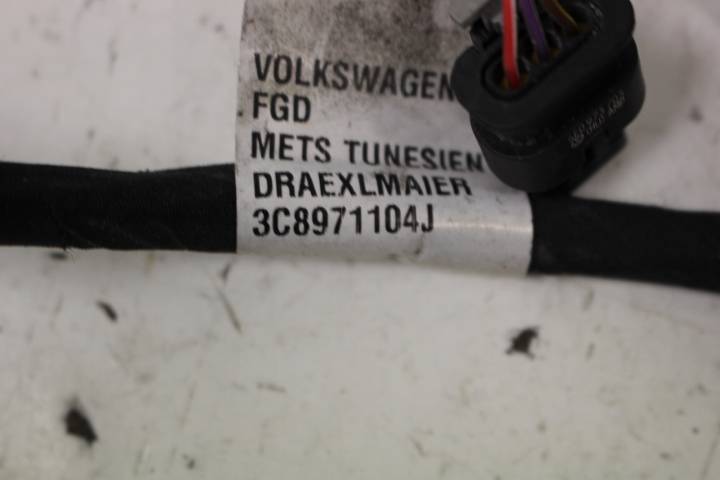 VOLKSWAGEN
FGD
METS TUNESIEN
DRAEXLMAIER
3C8971104J